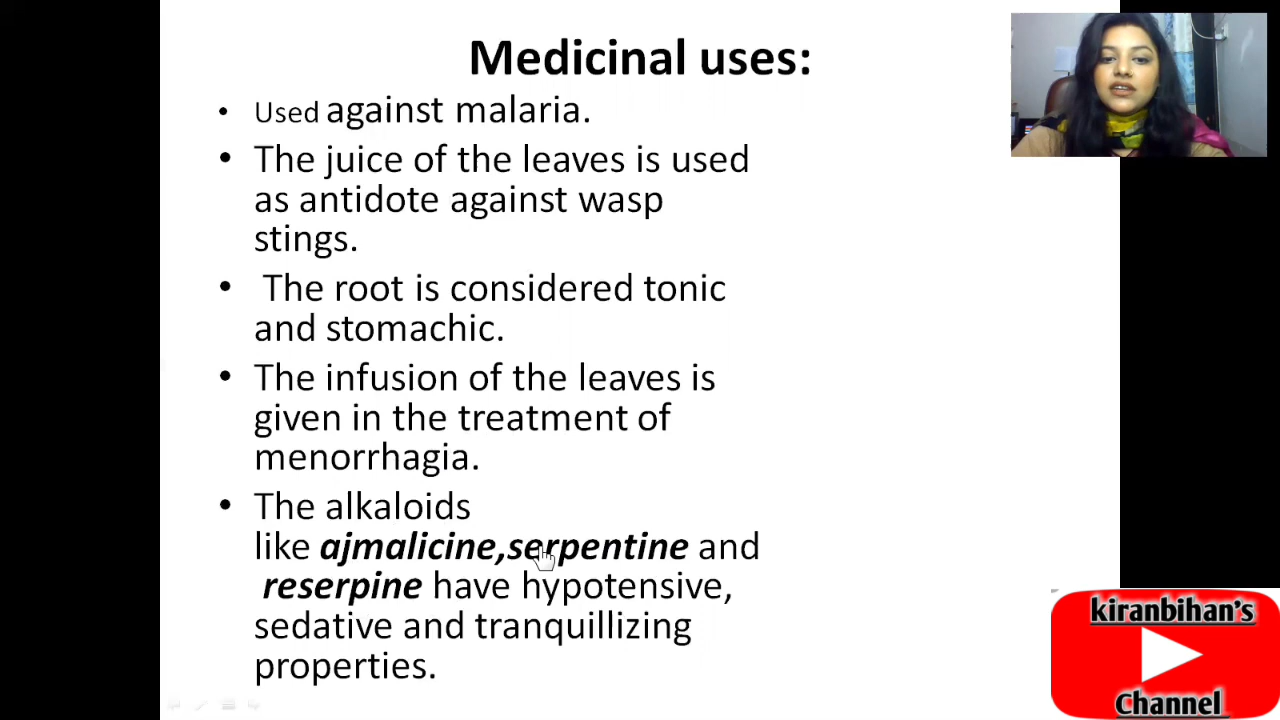 Medicinal uses:
• Used against malaria.
• The juice of the leaves is used
as antidote against wasp
stings.
• The root is considered tonic
and stomachic.
• The infusion of the leaves is
given in the treatment of
menorrhagia.
• The alkaloids
like ajmalicine,serpentine and
reserpine have hypotensive,
sedative and tranquillizing
properties.
kiranbihan's
Channel